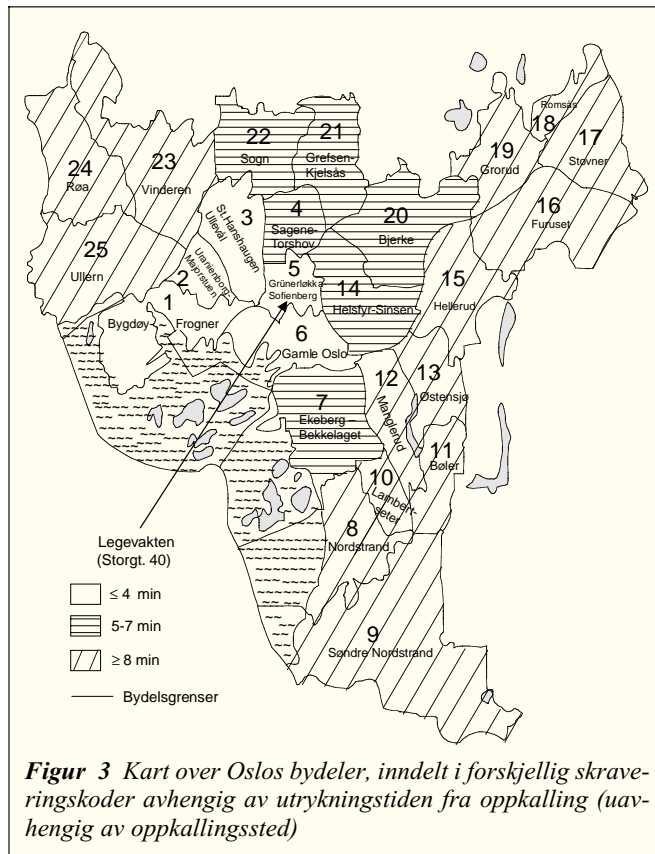 22
Sogn
21
Grefsen-
Kjelsås
24
Røa
23
Vinderen
3
St.Hanshaugen
Ullevål
4
Sagene-
Torshov
20
Bjerke
19
Grorud
18
Romsås
17
Støvner
16
Furuset
25
Ullern
2
Uranienborg-
Majorstuen
5
Grünerløkka
Sofienberg
14
Helsfyr-Sinsen
15
Hellerud
1
Bygdøy-
Frogner
6
Gamle Oslo
12
Manglerud
13
Østensjø
7
Ekeberg –
Bekkelaget
11
Bøler
10
Lambert-
seter
8
Nordstrand
9
Søndre Nordstrand
Legevakten
(Storgt. 40)
≤ 4 min
5-7 min
≥ 8 min
Bydelsgrenser
Figur 3 Kart over Oslos bydeler, inndelt i forskjellig skrave-
ringskoder avhengig av utrykningstiden fra oppkalling (uav-
hengig av oppkallingssted)